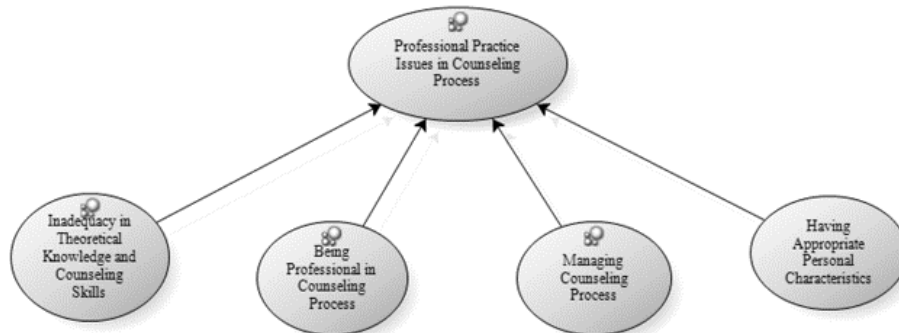 Professional Practice
Issues in Counseling
Process
Inadequacy in
Theoretical
Knowledge and
Counseling
Skills
Being
Professional in
Counseling
Process
Managing
Counseling
Process
Having
Appropriate
Personal
Characteristics